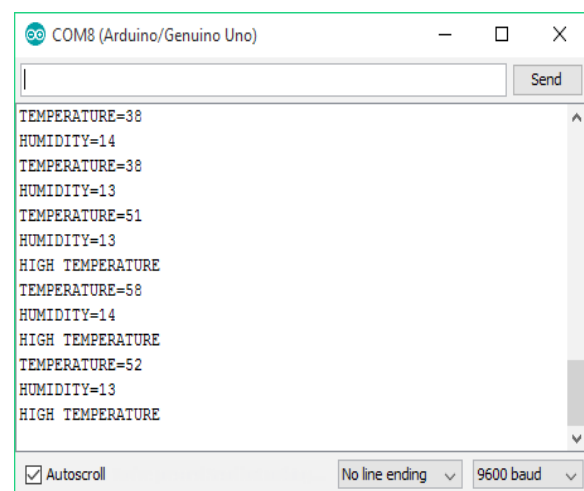 COM8 (Arduino/Genuino Uno)
Send
TEMPERATURE=38
HUMIDITY=14
TEMPERATURE=38
HUMIDITY=13
TEMPERATURE=51
HUMIDITY=13
HIGH TEMPERATURE
TEMPERATURE=58
HUMIDITY=14
HIGH TEMPERATURE
TEMPERATURE=52
HUMIDITY=13
HIGH TEMPERATURE
Autoscroll No line ending 9600 baud